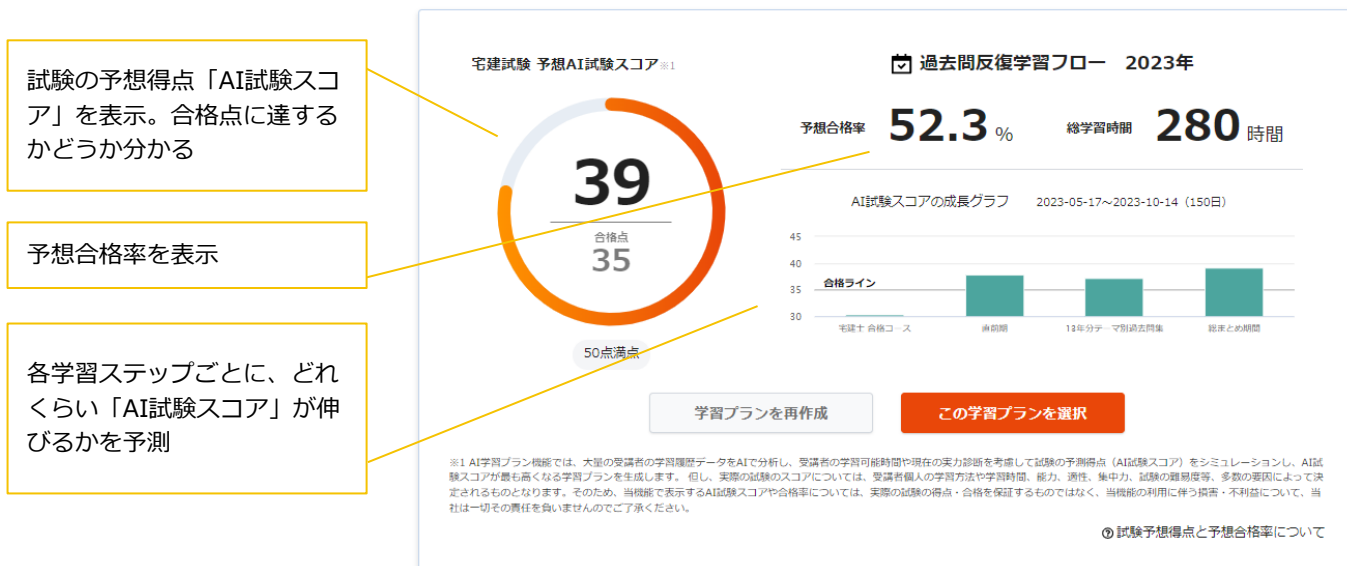 試験の予想得点「AI試験スコ
ア」を表示。合格点に達する
かどうか分かる
予想合格率を表示
各学習ステップごとに、どれ
くらい「AI試験スコア」が伸
びるかを予測
宅建試験 予想AI試験スコア※1
39
合格点
35
50点満点
過去問反復学習フロー 2023年
予想合格率 52.3 % 総学習時間 280 時間
AI試験スコアの成長グラフ 2023-05-17~2023-10-14(150日)
45
40
35
30
合格ライン
宅建士 合格コース 直前期 13年分テーマ別過去問集 総まとめ期間
学習プランを再作成 この学習プランを選択
※1 AI学習プラン機能では、大量の受講者の学習履歴データをAIで分析し、受講者の学習可能時間や現在の実力診断を考慮して試験の予測得点(AI試験スコア)をシミュレーションし、AI試
験スコアが最も高くなる学習プランを生成します。 但し、実際の試験のスコアについては、受講者個人の学習方法や学習時間、能力、適性、集中力、試験の難易度等、多数の要因によって決
定されるものとなります。そのため、当機能で表示するAI試験スコアや合格率については、実際の試験の得点・合格を保証するものではなく、当機能の利用に伴う損害・不利益について、当
社は一切その責任を負いませんのでご了承ください。
試験予想得点と予想合格率について